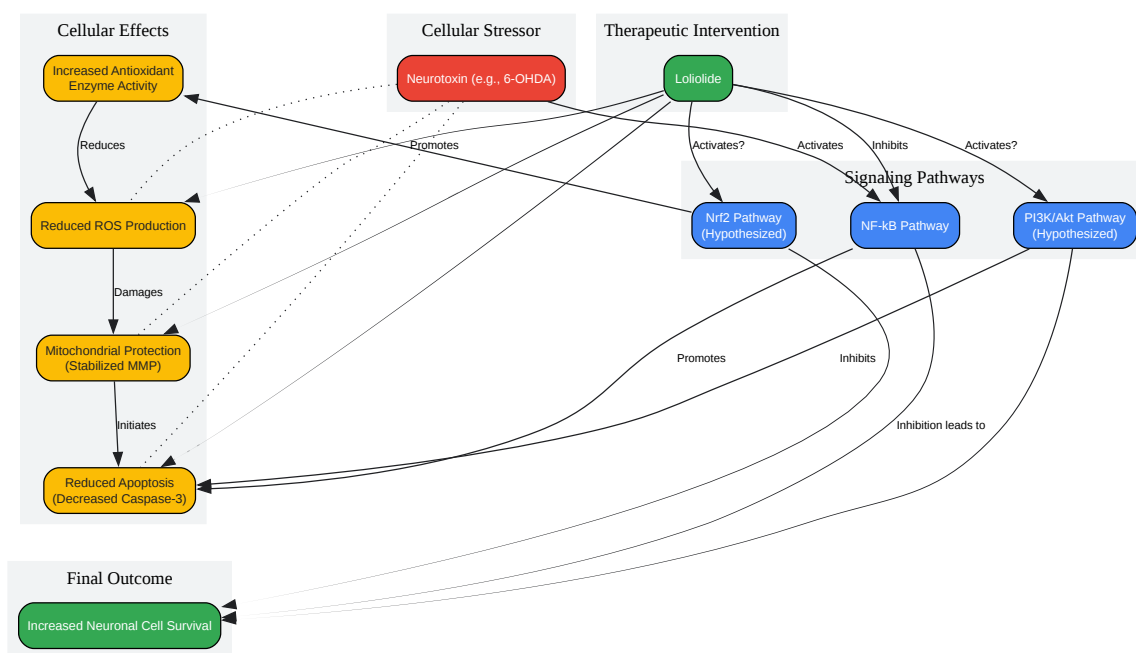 Cellular Effects
Cellular Stressor
Therapeutic Intervention
Increased Antioxidant
Enzyme Activity
Neurotoxin (e.g., 6-OHDA)
Loliolide
Reduces
Promotes
Activates?
Activates
Inhibits
Activates?
Signaling Pathways
Reduced ROS Production
Nrf2 Pathway
(Hypothesized)
NF-kB Pathway
PI3K/Akt Pathway
(Hypothesized)
Damages
Mitochondrial Protection
(Stabilized MMP)
Promotes
Inhibits
Initiates
Inhibition leads to
Reduced Apoptosis
(Decreased Caspase-3)
Final Outcome
Increased Neuronal Cell Survival